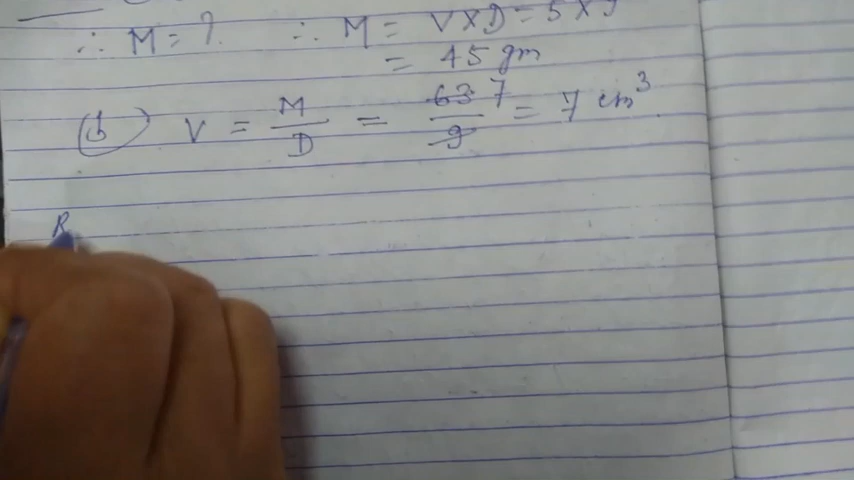 ∴ M = ? ∴ M = V X D = 5 X 9
= 45 gm
b V = M/D = 63/9 7 = 7 cm³
R